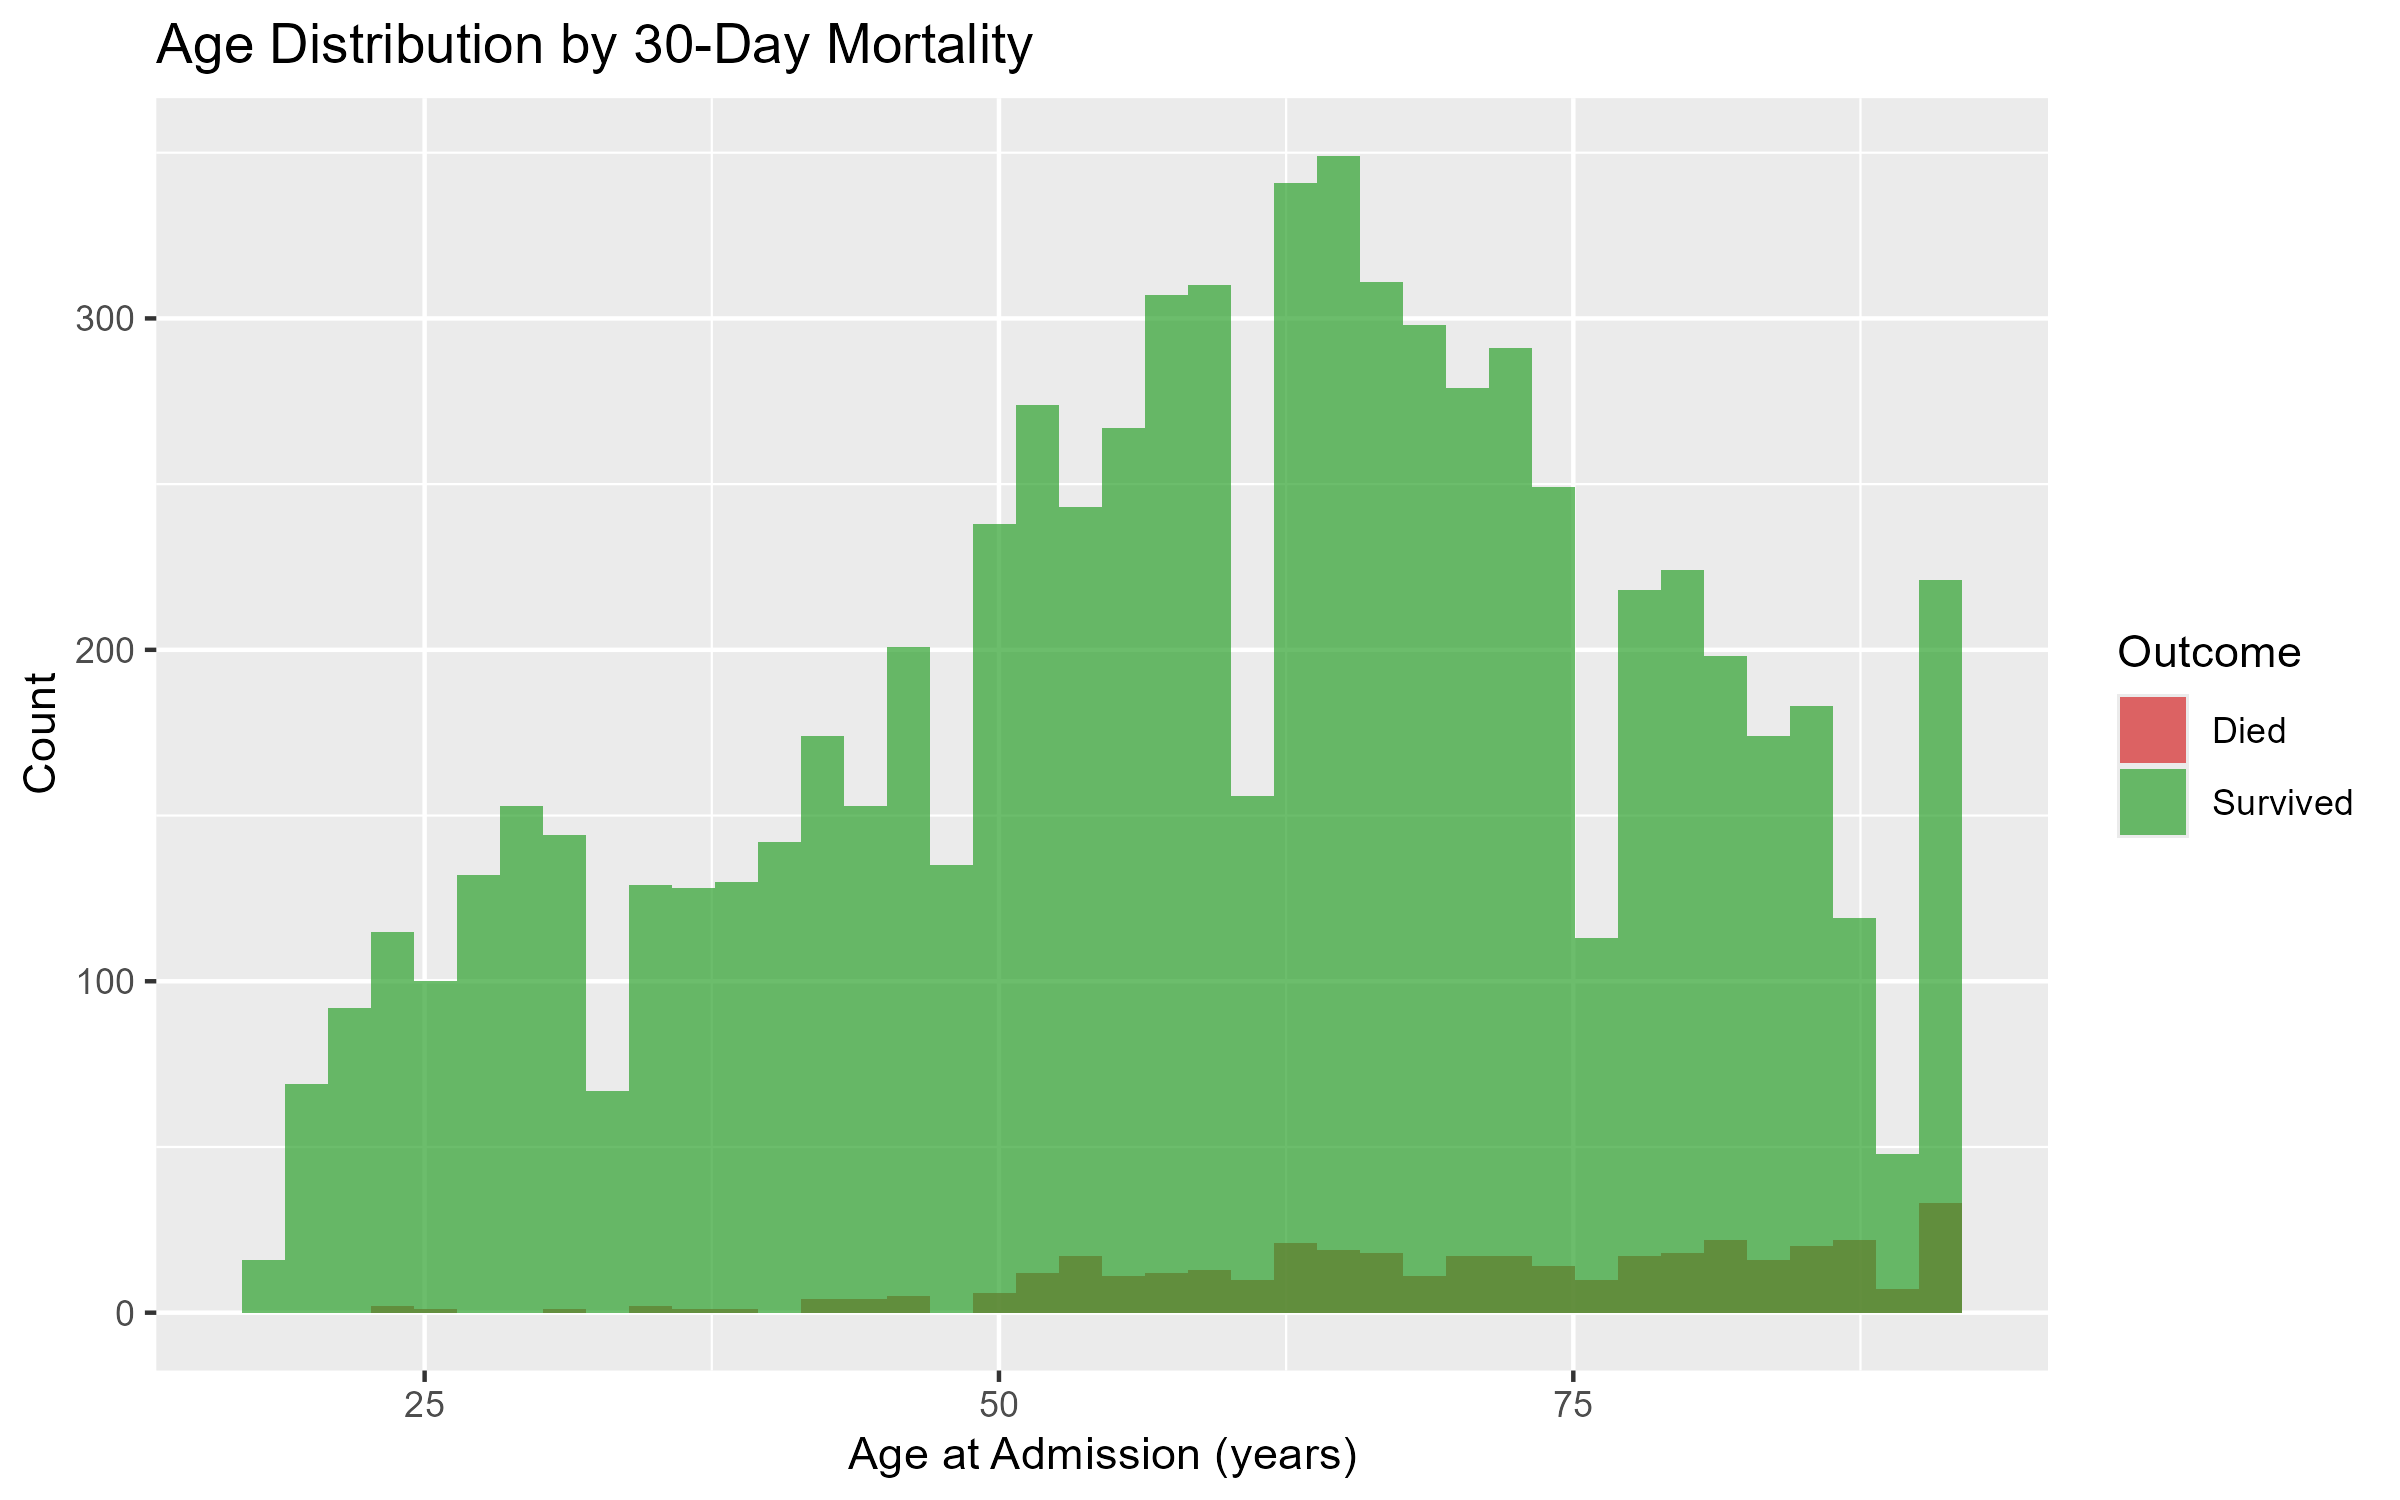 Age Distribution by 30-Day Mortality
300
200
100
0
Count
25 50 75
Age at Admission (years)
Outcome
Died
Survived